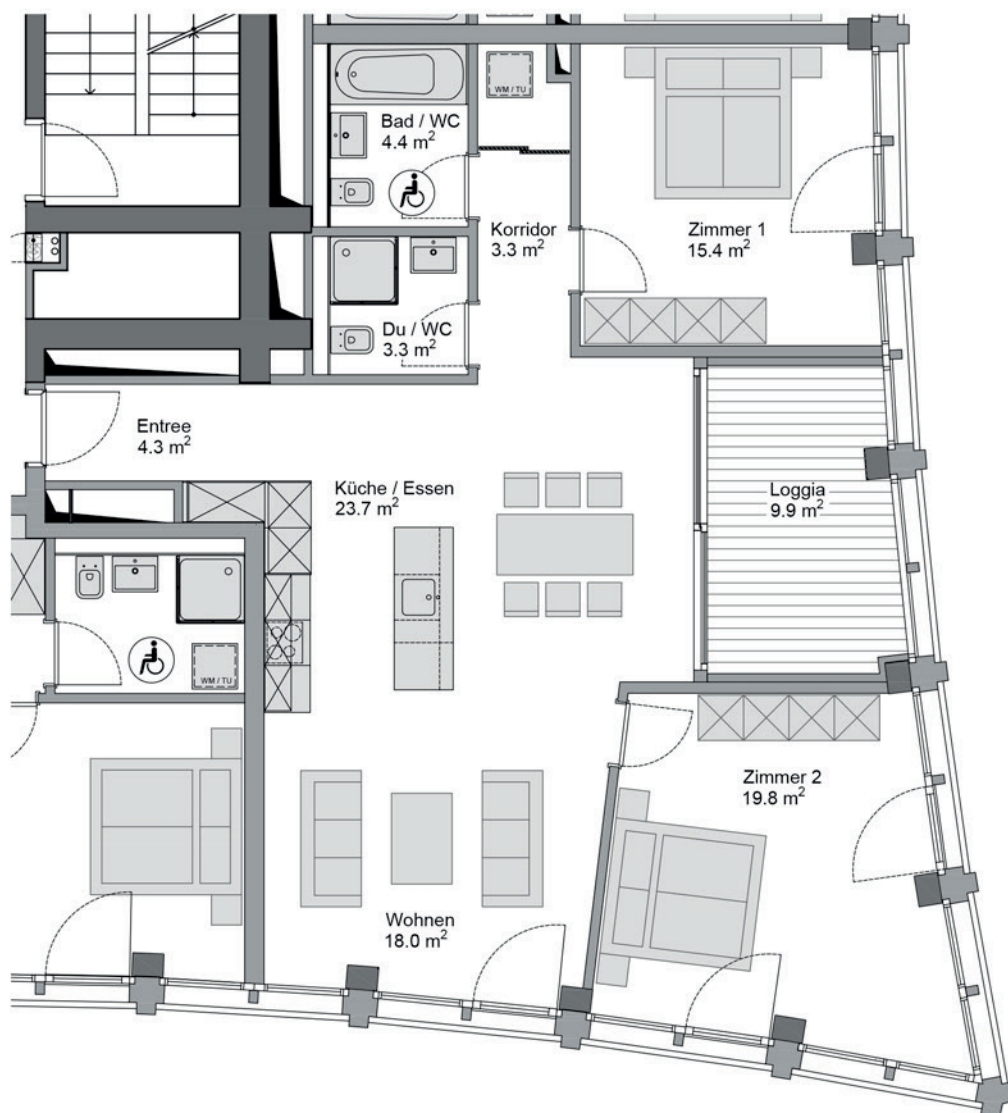 WM / TU
Bad / WC
4.4 m²
Korridor
3.3 m²
Zimmer 1
15.4 m²
Du / WC
3.3 m²
Entree
4.3 m²
Küche / Essen
23.7 m²
Loggia
9.9 m²
WM / TU
Zimmer 2
19.8 m²
Wohnen
18.0 m²